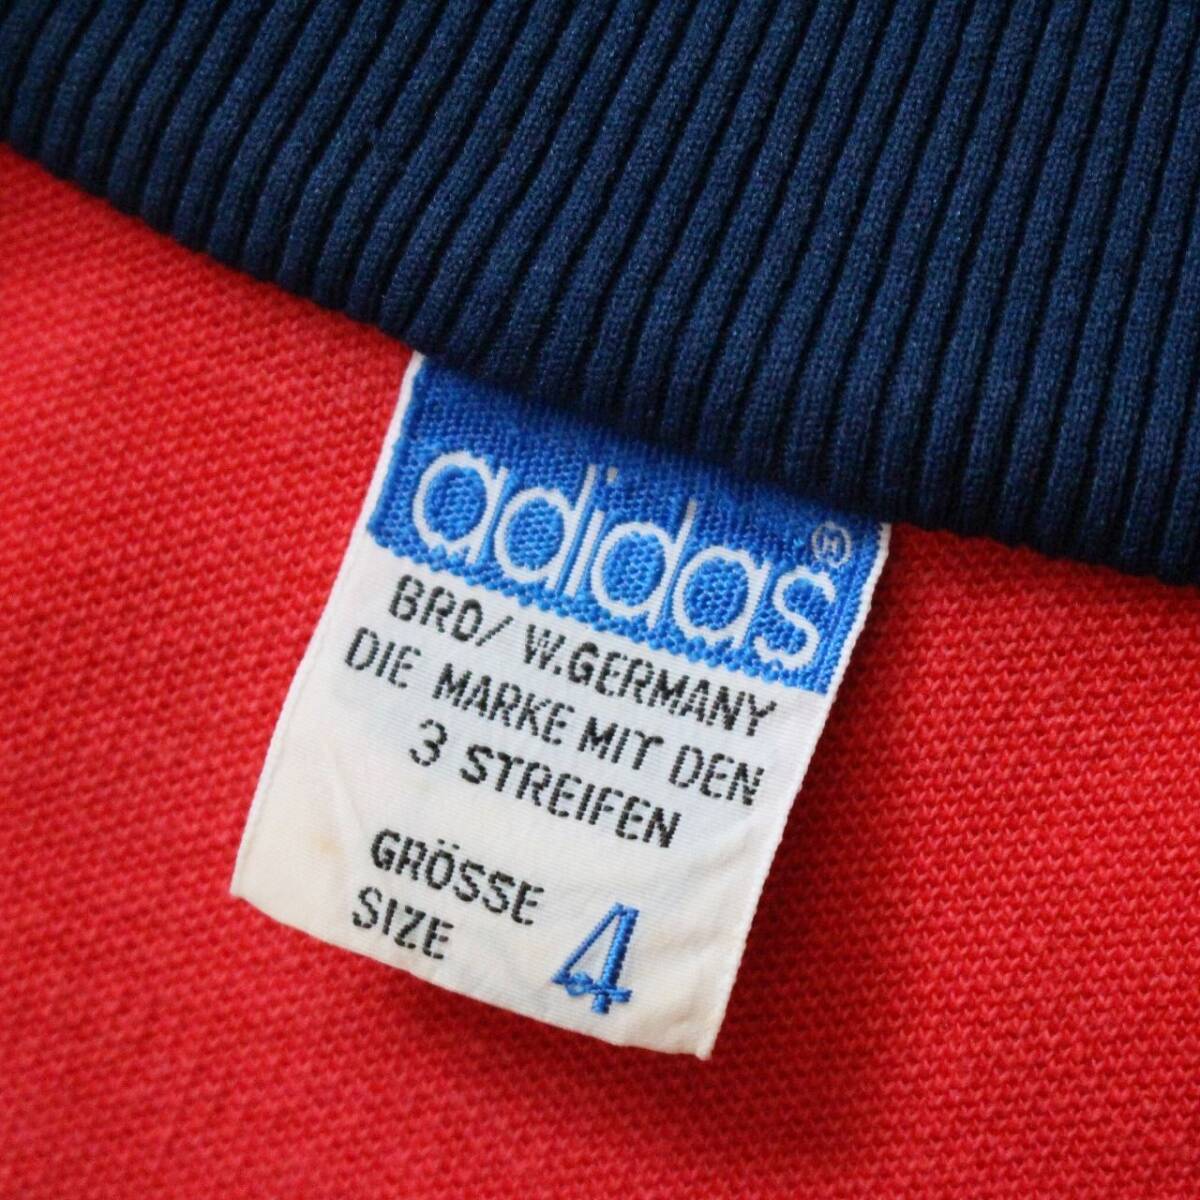 adidas ®
BRD/ W.GERMANY
DIE MARKE MIT DEN
3 STREIFEN
GRÖSSE
SIZE 4